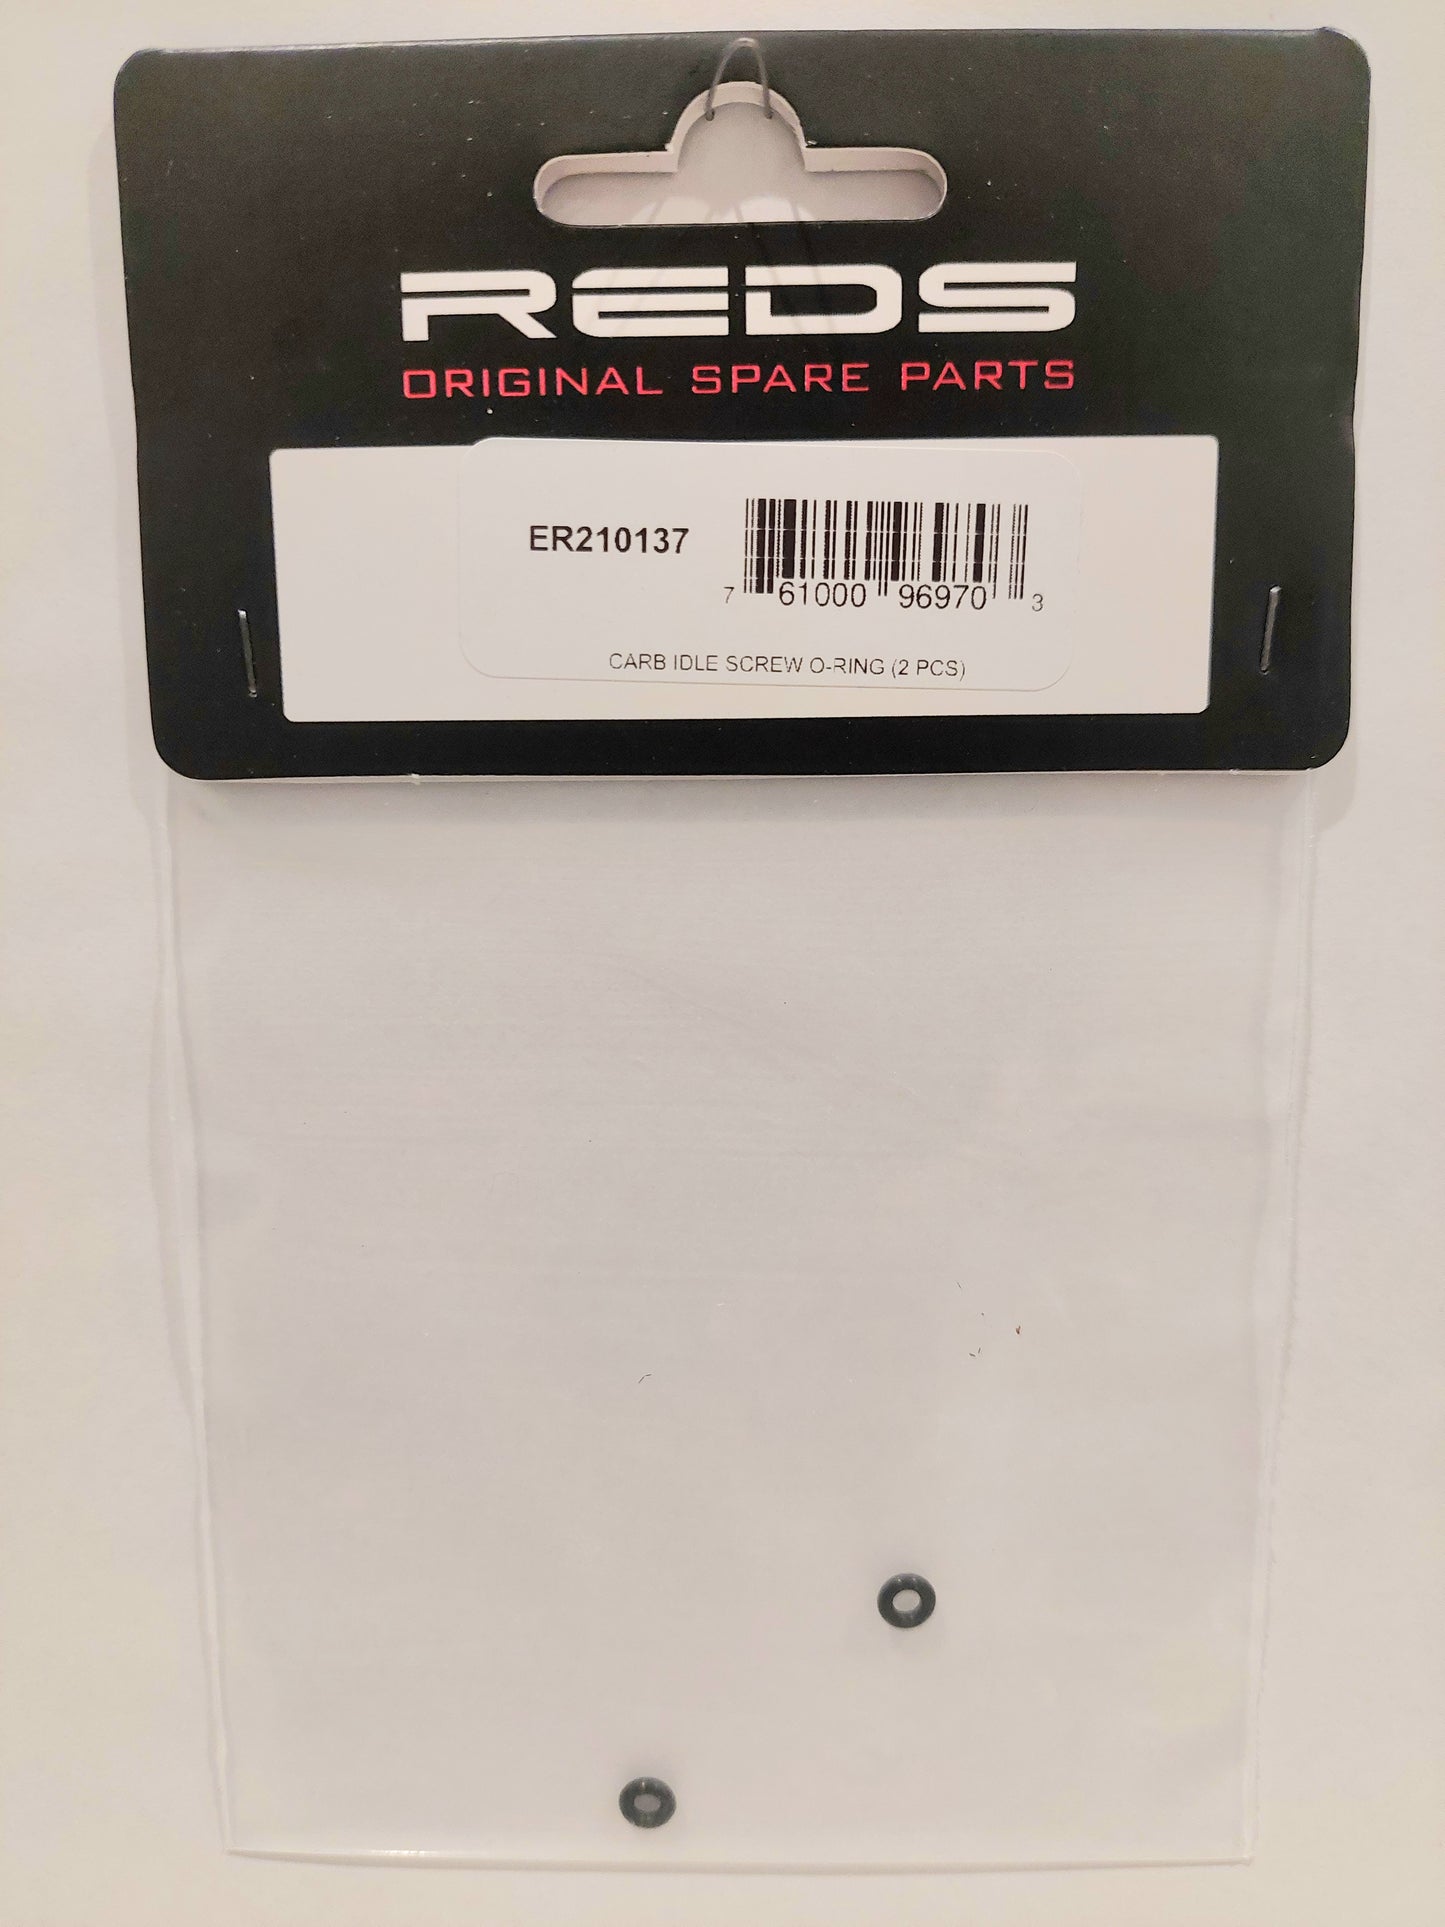 REDS
ORIGINAL SPARE PARTS
ER210137
7 61000 96970 3
CARB IDLE SCREW O-RING (2 PCS)